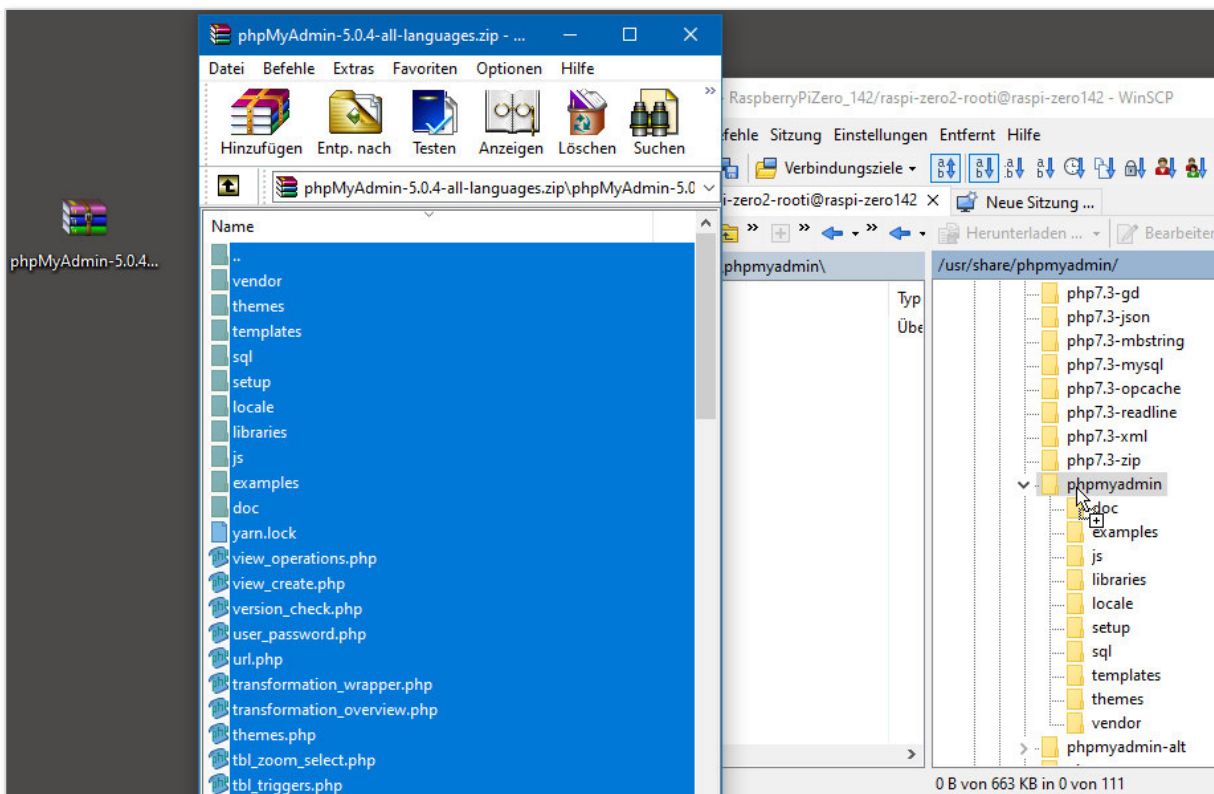 phpMyAdmin-5.0.4...
phpMyAdmin-5.0.4-all-languages.zip - ...
Datei Befehle Extras Favoriten Optionen Hilfe
Hinzufügen Entp. nach Testen Anzeigen Löschen Suchen
phpMyAdmin-5.0.4-all-languages.zip\phpMyAdmin-5.0
Name
..
vendor
themes
templates
sql
setup
locale
libraries
js
examples
doc
yarn.lock
view_operations.php
view_create.php
version_check.php
user_password.php
url.php
transformation_wrapper.php
transformation_overview.php
themes.php
tbl_zoom_select.php
tbl_triggers.php
- RaspberryPiZero_142/raspi-zero2-rooti@raspi-zero142 - WinSCP
efehle Sitzung Einstellungen Entfernt Hilfe
Verbindungsziele
i-zero2-rooti@raspi-zero142 Neue Sitzung ...
Herunterladen ... Bearbeiten
phpmyadmin\
Typ
Übe
/usr/share/phpmyadmin/
php7.3-gd
php7.3-json
php7.3-mbstring
php7.3-mysql
php7.3-opcache
php7.3-readline
php7.3-xml
php7.3-zip
phpmyadmin
doc
examples
js
libraries
locale
setup
sql
templates
themes
vendor
phpmyadmin-alt
0 B von 663 KB in 0 von 111